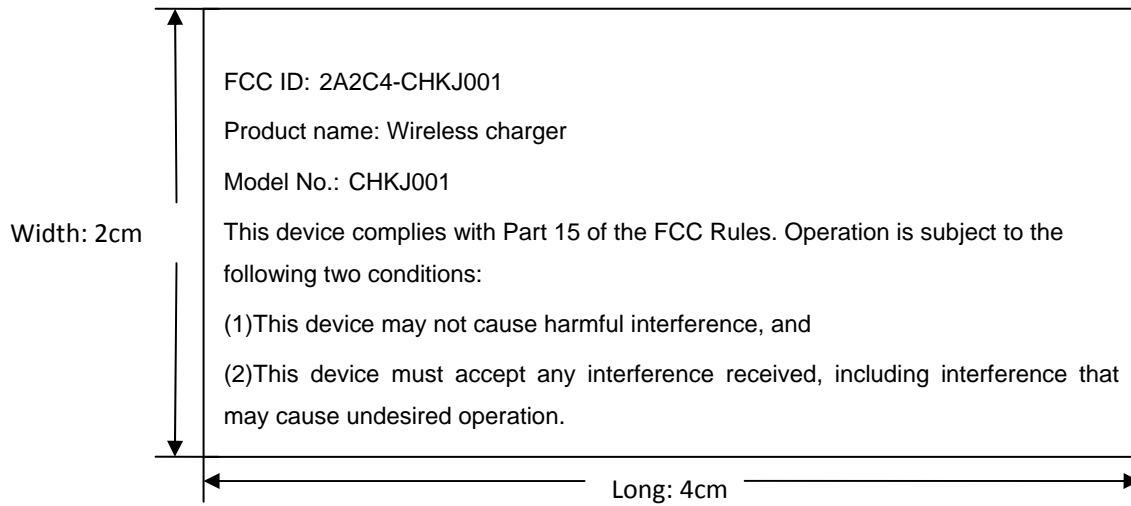 FCC ID: 2A2C4-CHKJ001
Product name: Wireless charger
Model No.: CHKJ001
Width: 2cm
This device complies with Part 15 of the FCC Rules. Operation is subject to the
following two conditions:
(1)This device may not cause harmful interference, and
(2)This device must accept any interference received, including interference that
may cause undesired operation.
Long: 4cm